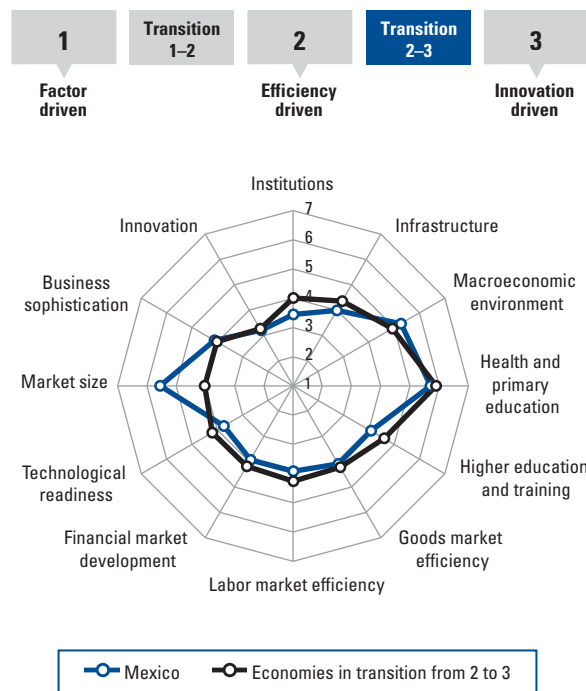 1
Transition
1–2
2
Transition
2–3
3
Factor
driven
Efficiency
driven
Innovation
driven
Institutions
7
6
5
4
3
2
1
Infrastructure
Macroeconomic
environment
Health and
primary
education
Higher education
and training
Goods market
efficiency
Labor market efficiency
Financial market
development
Technological
readiness
Market size
Business
sophistication
Innovation
Mexico
Economies in transition from 2 to 3